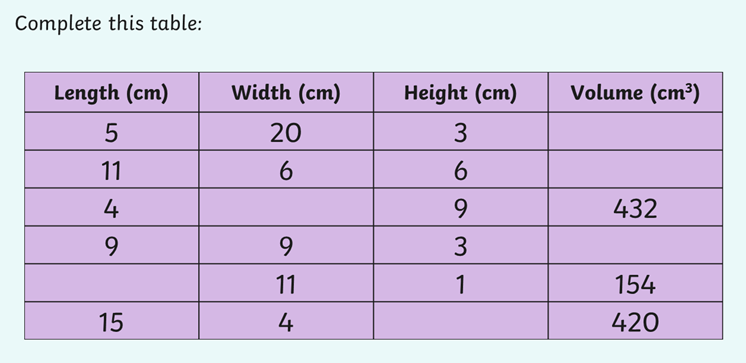 Complete this table:
Length (cm) Width (cm) Height (cm) Volume (cm³)
5 20 3
11 6 6
4 9 432
9 9 3
11 1 154
15 4 420